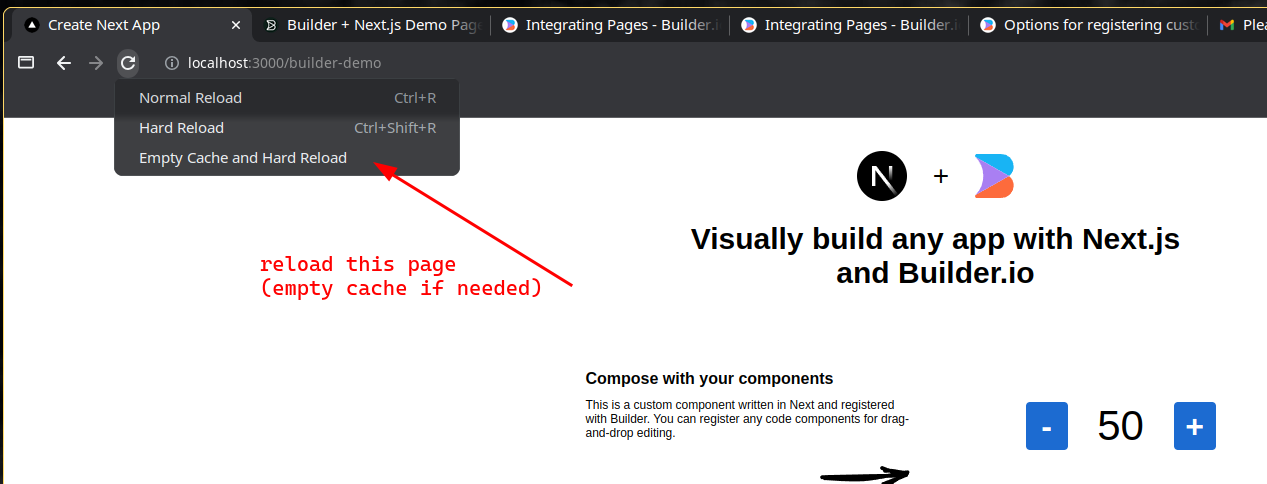 Create Next App
Builder + Next.js Demo Page
Integrating Pages - Builder.i
Integrating Pages - Builder.i
Options for registering custo
Plea
localhost:3000/builder-demo
Normal Reload Ctrl+R
Hard Reload Ctrl+Shift+R
Empty Cache and Hard Reload
N +
Visually build any app with Next.js
and Builder.io
reload this page
(empty cache if needed)
Compose with your components
This is a custom component written in Next and registered
with Builder. You can register any code components for drag-
and-drop editing.
- 50 +